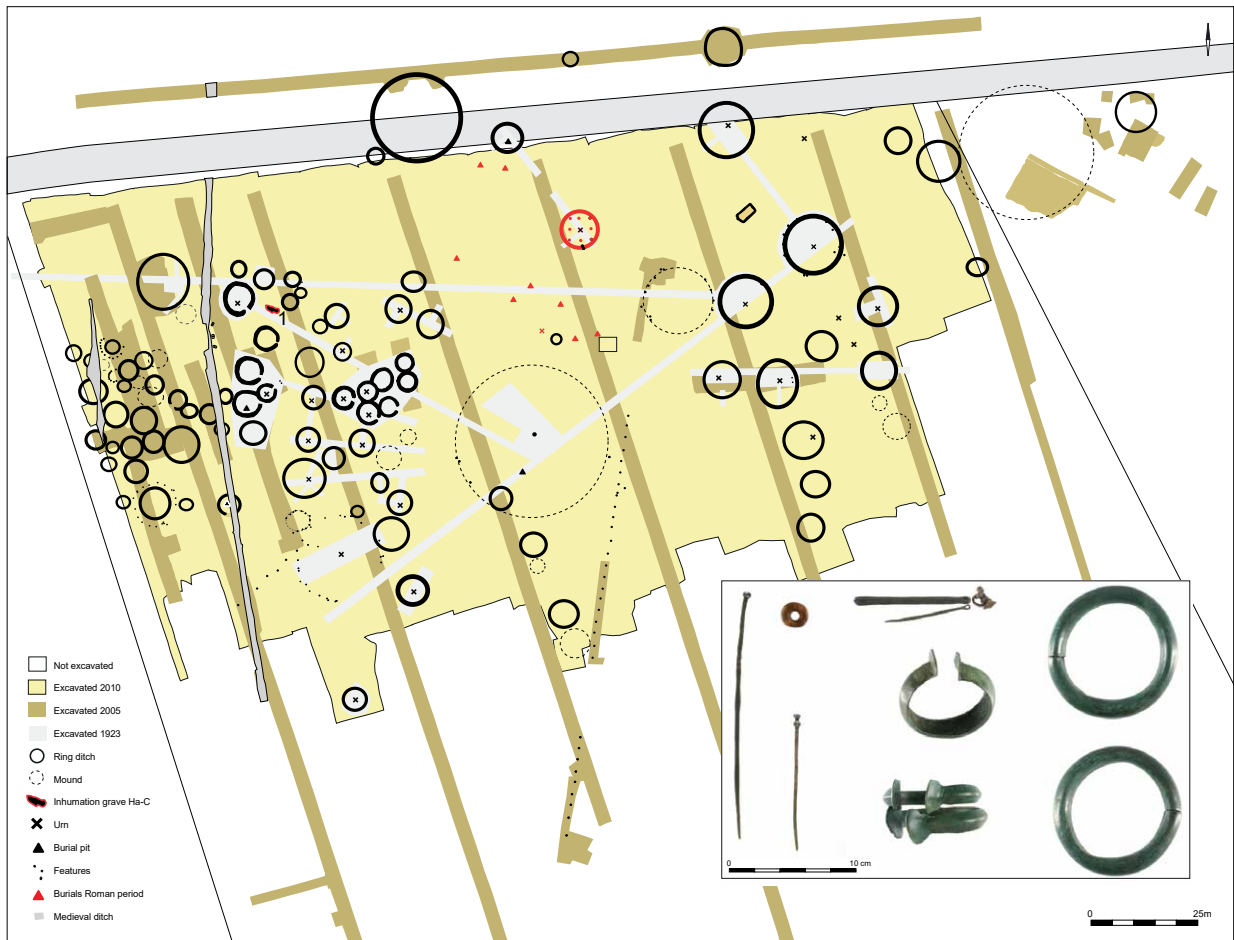 1
Not excavated
Excavated 2010
Excavated 2005
Excavated 1923
Ring ditch
Mound
Inhumation grave Ha-C
Urn
Burial pit
Features
Burials Roman period
Medieval ditch
0 10 cm
0 25m